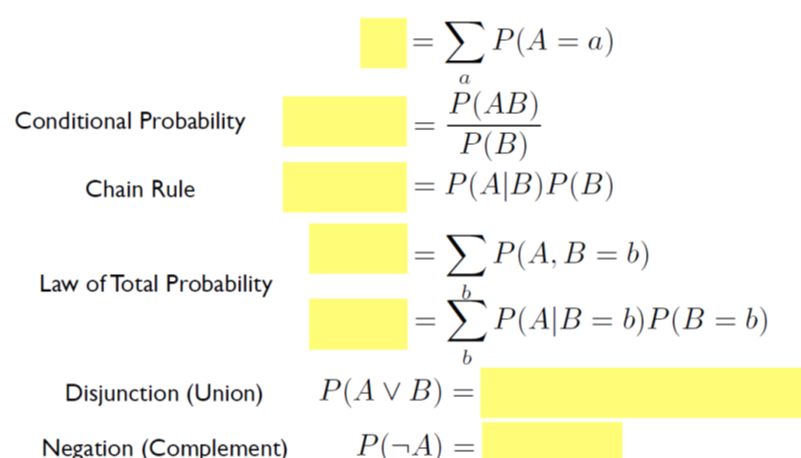 = ∑_a P(A = a)
Conditional Probability = P(AB) / P(B)
Chain Rule = P(A|B)P(B)
= ∑_b P(A, B = b)
Law of Total Probability
= ∑_b P(A|B = b)P(B = b)
Disjunction (Union) P(A ∨ B) =
Negation (Complement) P(¬A) =